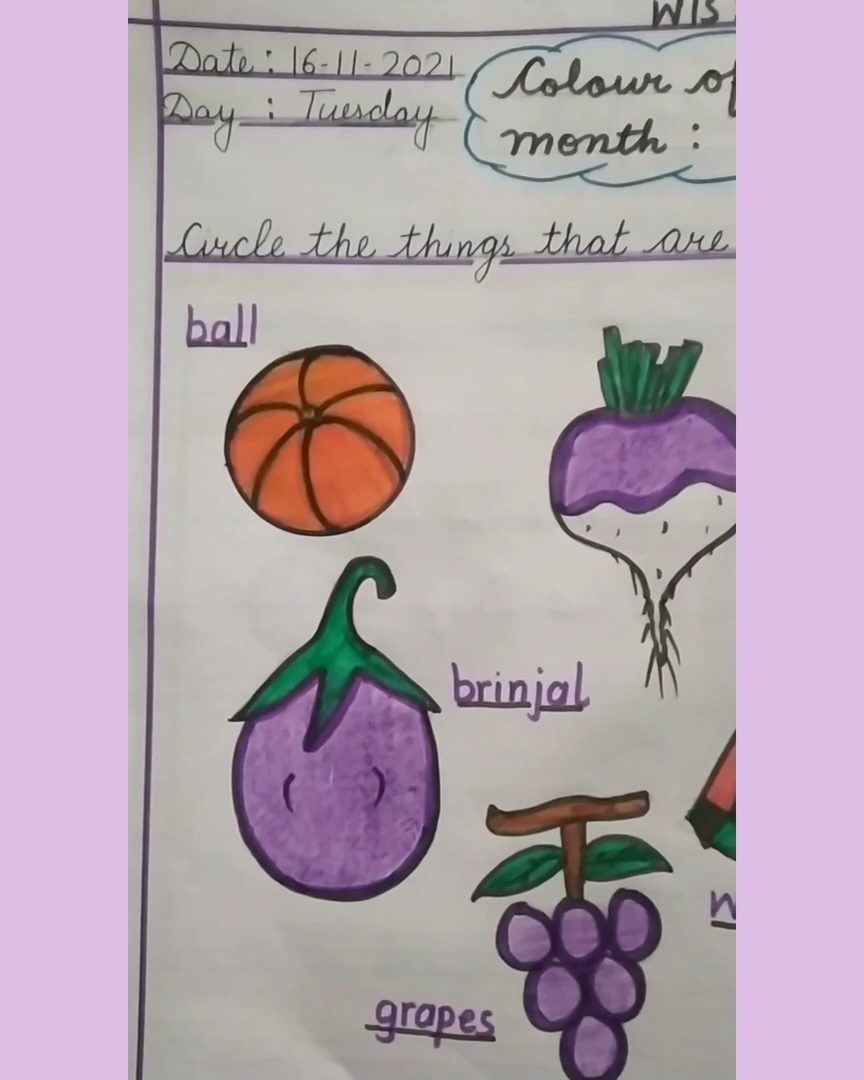 WIS
Date : 16-11-2021
Day : Tuesday
Colour of
month :
Circle the things that are
ball
brinjal
grapes